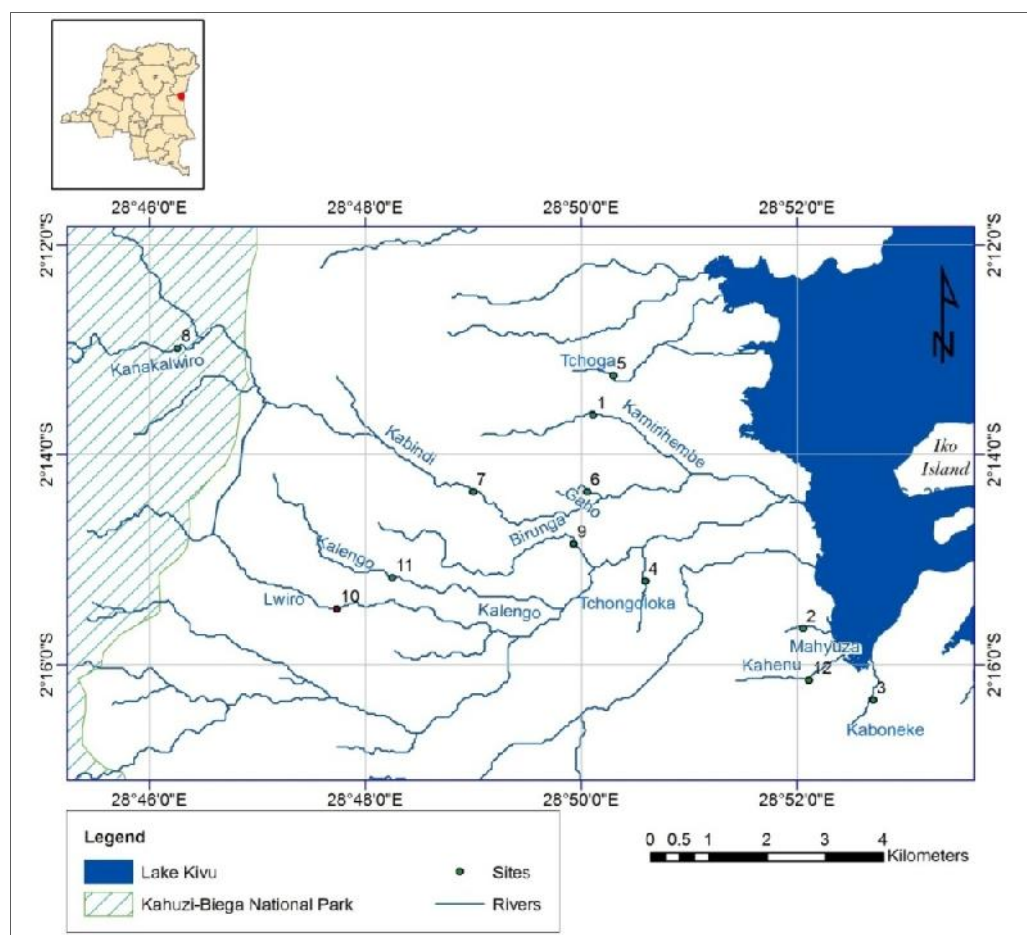 28°46'0"E
28°48'0"E
28°50'0"E
28°52'0"E
2°12'0"S
2°12'0"S
8
Kanakalwiro
Tchoga
5
N
1
Kamirihembe
Kabindi
2°14'0"S
2°14'0"S
Iko
Island
7
6
Gaho
Birunga
9
Kalengo
11
4
Lwiro
10
Kalengo
Tchongoloka
2
Mahyuza
2°16'0"S
2°16'0"S
Kahenu
12
3
Kaboneke
28°46'0"E
28°48'0"E
28°50'0"E
28°52'0"E
Legend
Lake Kivu
Sites
Kahuzi-Biega National Park
Rivers
0 0.5 1 2 3 4
Kilometers